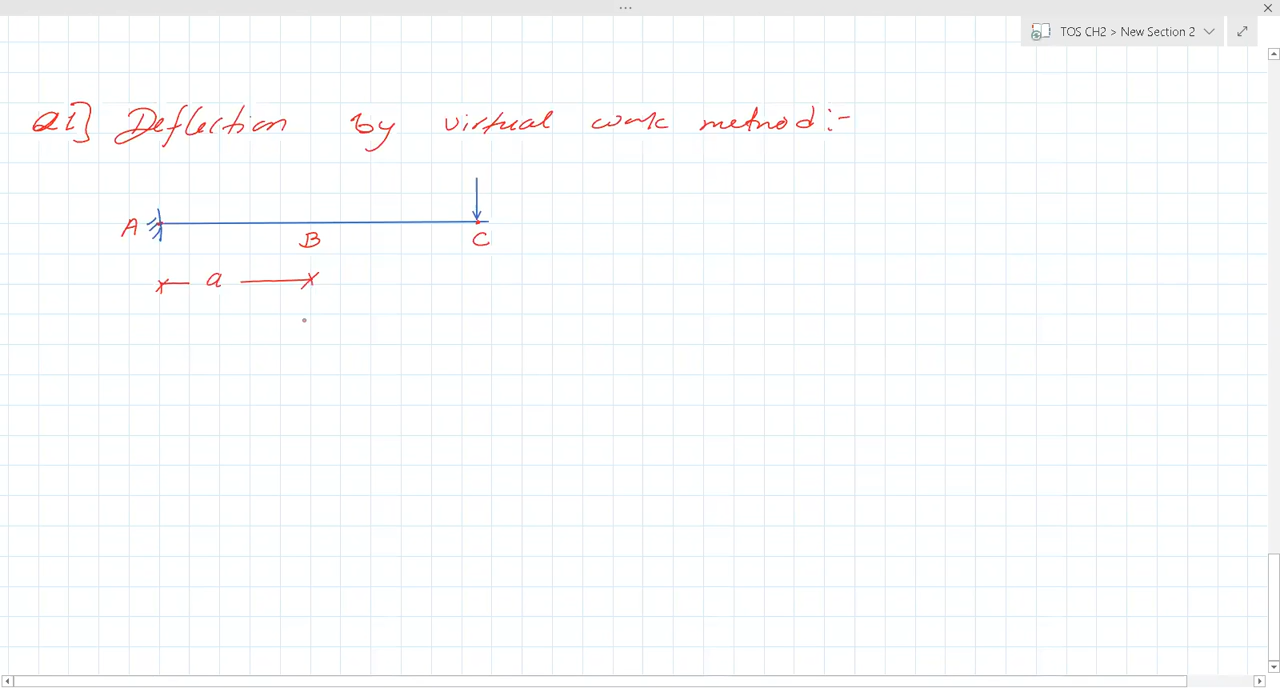 TOS CH2 > New Section 2
Q1] Deflection by virtual work method:-
A
B
C
a